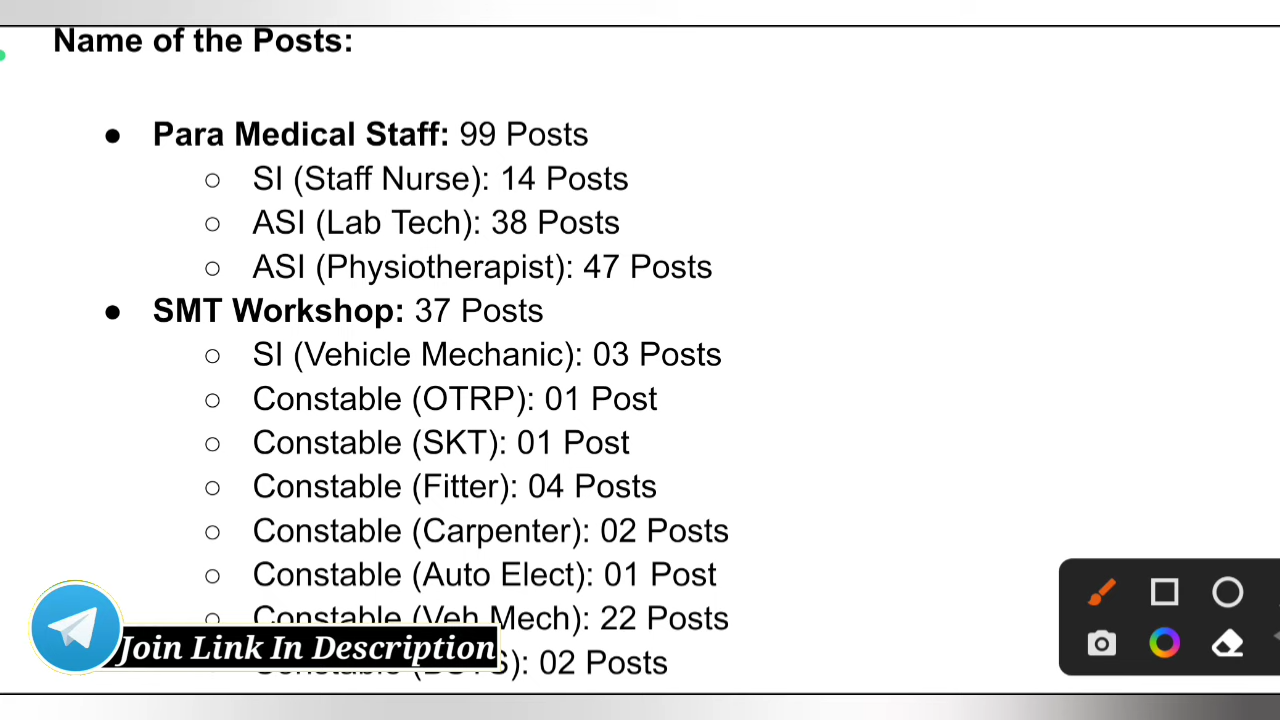 Name of the Posts:
● Para Medical Staff: 99 Posts
○ SI (Staff Nurse): 14 Posts
○ ASI (Lab Tech): 38 Posts
○ ASI (Physiotherapist): 47 Posts
● SMT Workshop: 37 Posts
○ SI (Vehicle Mechanic): 03 Posts
○ Constable (OTRP): 01 Post
○ Constable (SKT): 01 Post
○ Constable (Fitter): 04 Posts
○ Constable (Carpenter): 02 Posts
○ Constable (Auto Elect): 01 Post
○ Constable (Veh Mech): 22 Posts
Join Link In Description
): 02 Posts